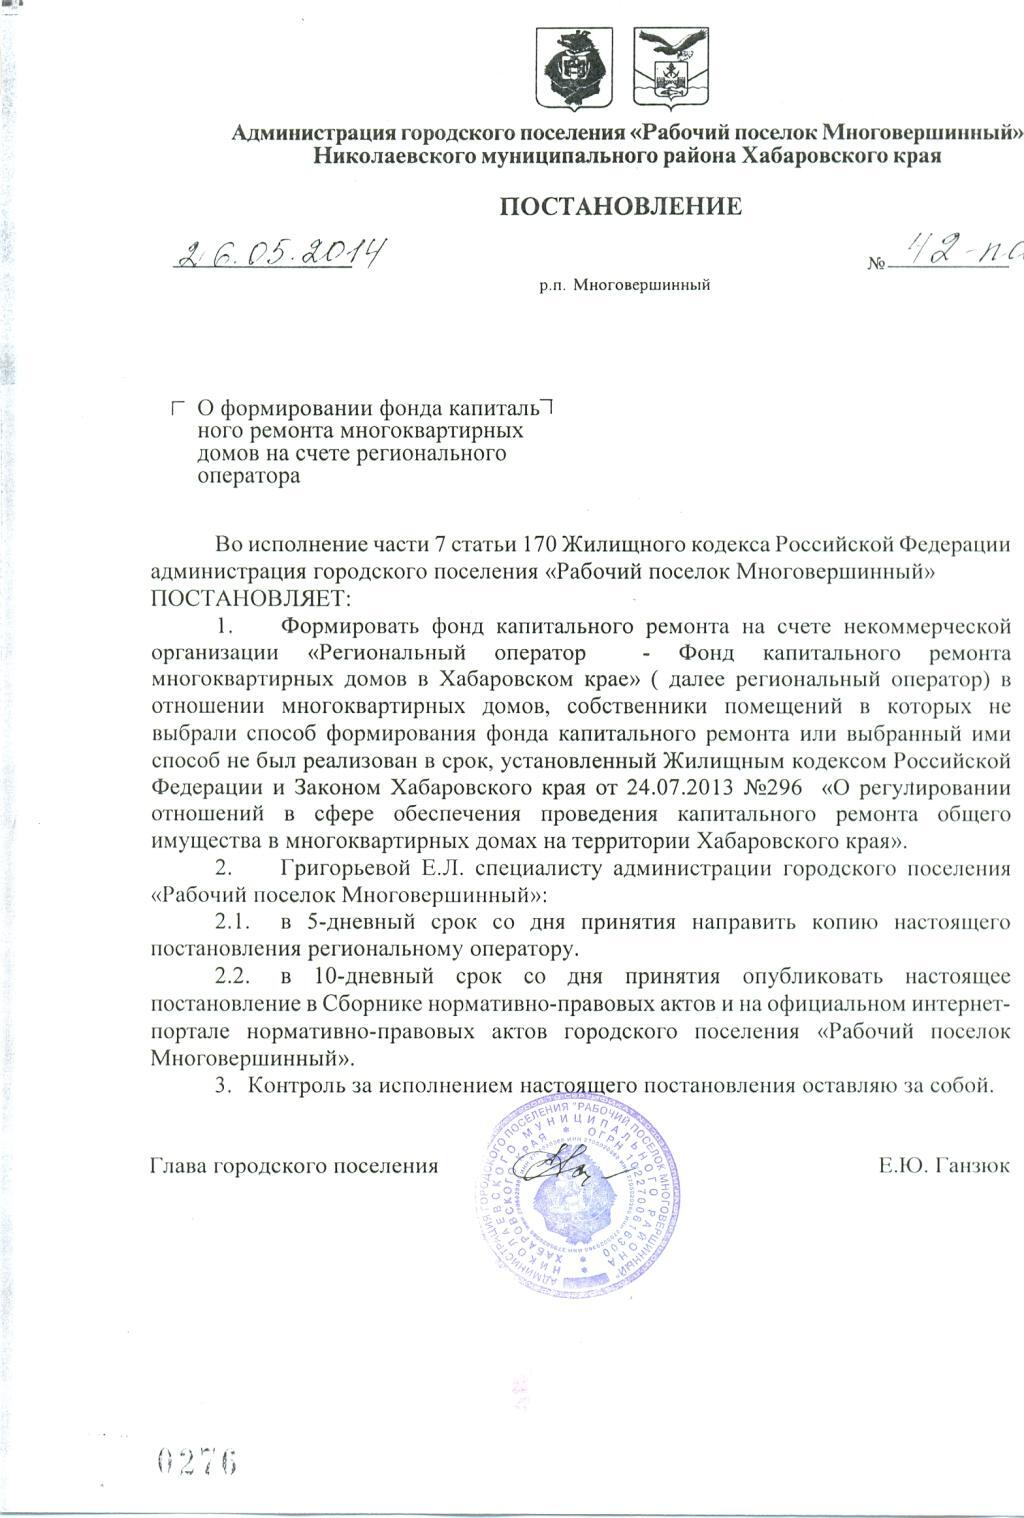 Администрация городского поселения «Рабочий поселок Многовершинный»
Николаевского муниципального района Хабаровского края
ПОСТАНОВЛЕНИЕ
26.05.2014 № 42-па
р.п. Многовершинный
О формировании фонда капиталь
ного ремонта многоквартирных
домов на счете регионального
оператора
Во исполнение части 7 статьи 170 Жилищного кодекса Российской Федерации
администрация городского поселения «Рабочий поселок Многовершинный»
ПОСТАНОВЛЯЕТ:
1. Формировать фонд капитального ремонта на счете некоммерческой
организации «Региональный оператор - Фонд капитального ремонта
многоквартирных домов в Хабаровском крае» ( далее региональный оператор) в
отношении многоквартирных домов, собственники помещений в которых не
выбрали способ формирования фонда капитального ремонта или выбранный ими
способ не был реализован в срок, установленный Жилищным кодексом Российской
Федерации и Законом Хабаровского края от 24.07.2013 №296 «О регулировании
отношений в сфере обеспечения проведения капитального ремонта общего
имущества в многоквартирных домах на территории Хабаровского края».
2. Григорьевой Е.Л. специалисту администрации городского поселения
«Рабочий поселок Многовершинный»:
2.1. в 5-дневный срок со дня принятия направить копию настоящего
постановления региональному оператору.
2.2. в 10-дневный срок со дня принятия опубликовать настоящее
постановление в Сборнике нормативно-правовых актов и на официальном интернет-
портале нормативно-правовых актов городского поселения «Рабочий поселок
Многовершинный».
3. Контроль за исполнением настоящего постановления оставляю за собой.
Глава городского поселения Е.Ю. Ганзюк
АДМИНИСТРАЦИЯ ГОРОДСКОГО ПОСЕЛЕНИЯ "РАБОЧИЙ ПОСЕЛОК МНОГОВЕРШИННЫЙ"
НИКОЛАЕВСКОГО МУНИЦИПАЛЬНОГО РАЙОНА
ХАБАРОВСКОГО КРАЯ * ОГРН 1022700616300
0276